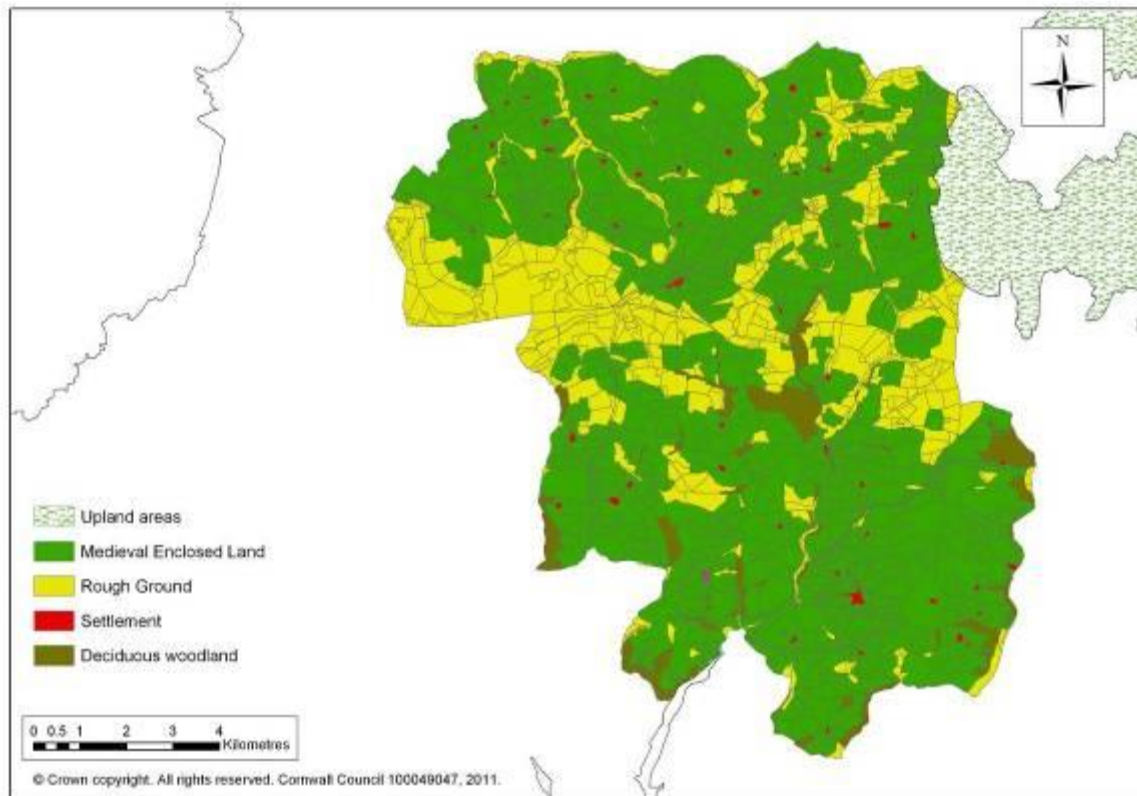 N
Upland areas
Medieval Enclosed Land
Rough Ground
Settlement
Deciduous woodland
0 0.5 1 2 3 4
Kilometres
© Crown copyright. All rights reserved. Cornwall Council 100049047, 2011.